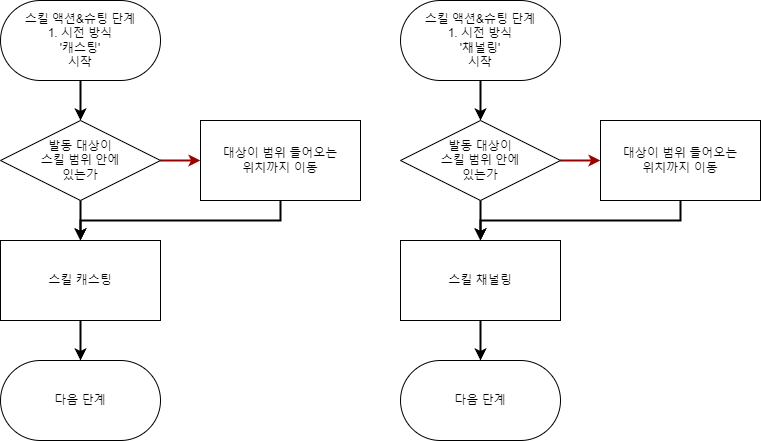 스킬 액션&슈팅 단계
1. 시전 방식
'캐스팅'
시작
발동 대상이
스킬 범위 안에
있는가
대상이 범위 들어오는
위치까지 이동
스킬 캐스팅
다음 단계
스킬 액션&슈팅 단계
1. 시전 방식
'채널링'
시작
발동 대상이
스킬 범위 안에
있는가
대상이 범위 들어오는
위치까지 이동
스킬 채널링
다음 단계